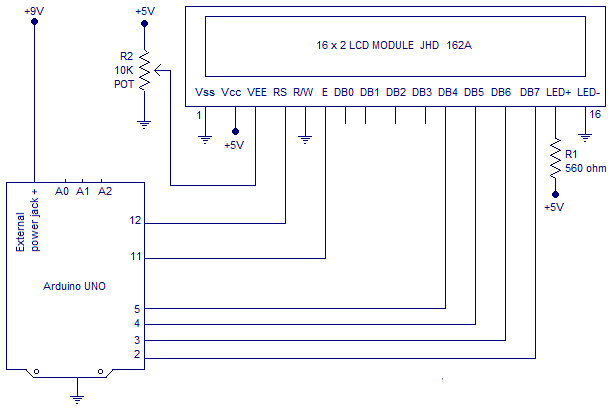 +9V
+5V
R2
10K
POT
16 x 2 LCD MODULE JHD 162A
Vss Vcc VEE RS R/W E DB0 DB1 DB2 DB3 DB4 DB5 DB6 DB7 LED+ LED-
1
16
+5V
R1
560 ohm
+5V
External
power jack +
A0 A1 A2
12
11
Arduino UNO
5
4
3
2